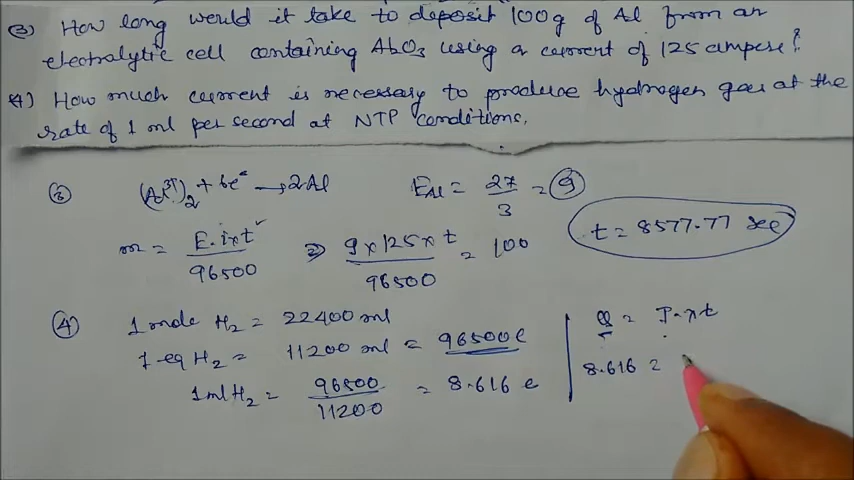 (3) How long would it take to deposit 100g of Al from an
electrolytic cell containing Al2O3 using a current of 125 ampere?
(4) How much current is necessary to produce hydrogen gas at the
rate of 1 ml per second at NTP conditions.
(3) (Al3+)2 + 6e- → 2Al EAl = 27/3 = 9
t = 8577.77 sec
m = E.i×t/96500 ⇒ 9×125×t/96500 = 100
(4) 1 mole H2 = 22400 ml
1-eq H2 = 11200 ml = 96500C
1ml H2 = 96500/11200 = 8.616 C
Q = I×t
8.616 =